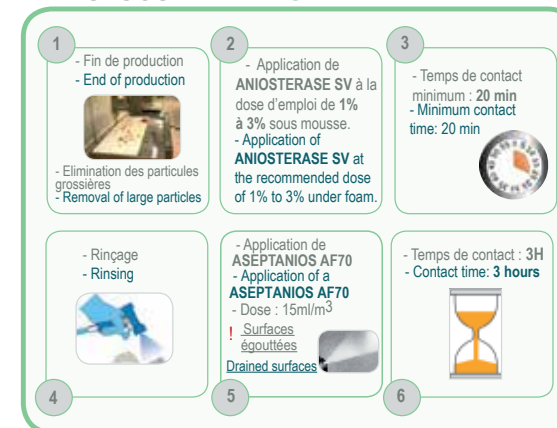 1
- Fin de production
- End of production
- Elimination des particules
grossières
- Removal of large particles
2
- Application de
ANIOSTERASE SV à la
dose d'emploi de 1%
à 3% sous mousse.
- Application of
ANIOSTERASE SV at
the recommended dose
of 1% to 3% under foam.
3
- Temps de contact
minimum : 20 min
- Minimum contact
time: 20 min
- Rinçage
- Rinsing
4
- Application de
ASEPTANIOS AF70
- Application of a
ASEPTANIOS AF70
- Dose : 15ml/m3
! Surfaces
égouttées
Drained surfaces
5
- Temps de contact : 3H
- Contact time: 3 hours
6